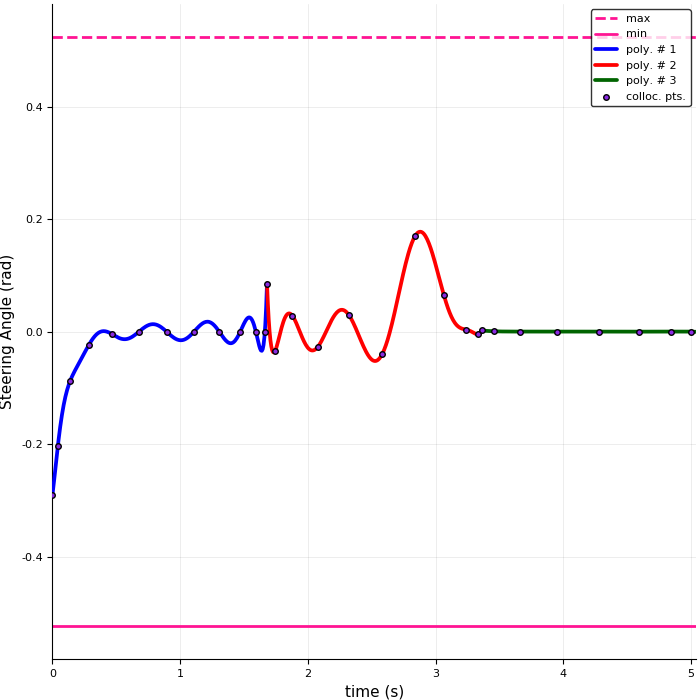 max
min
poly. # 1
poly. # 2
poly. # 3
colloc. pts.
Steering Angle (rad)
0.4
0.2
0.0
-0.2
-0.4
0 1 2 3 4 5
time (s)